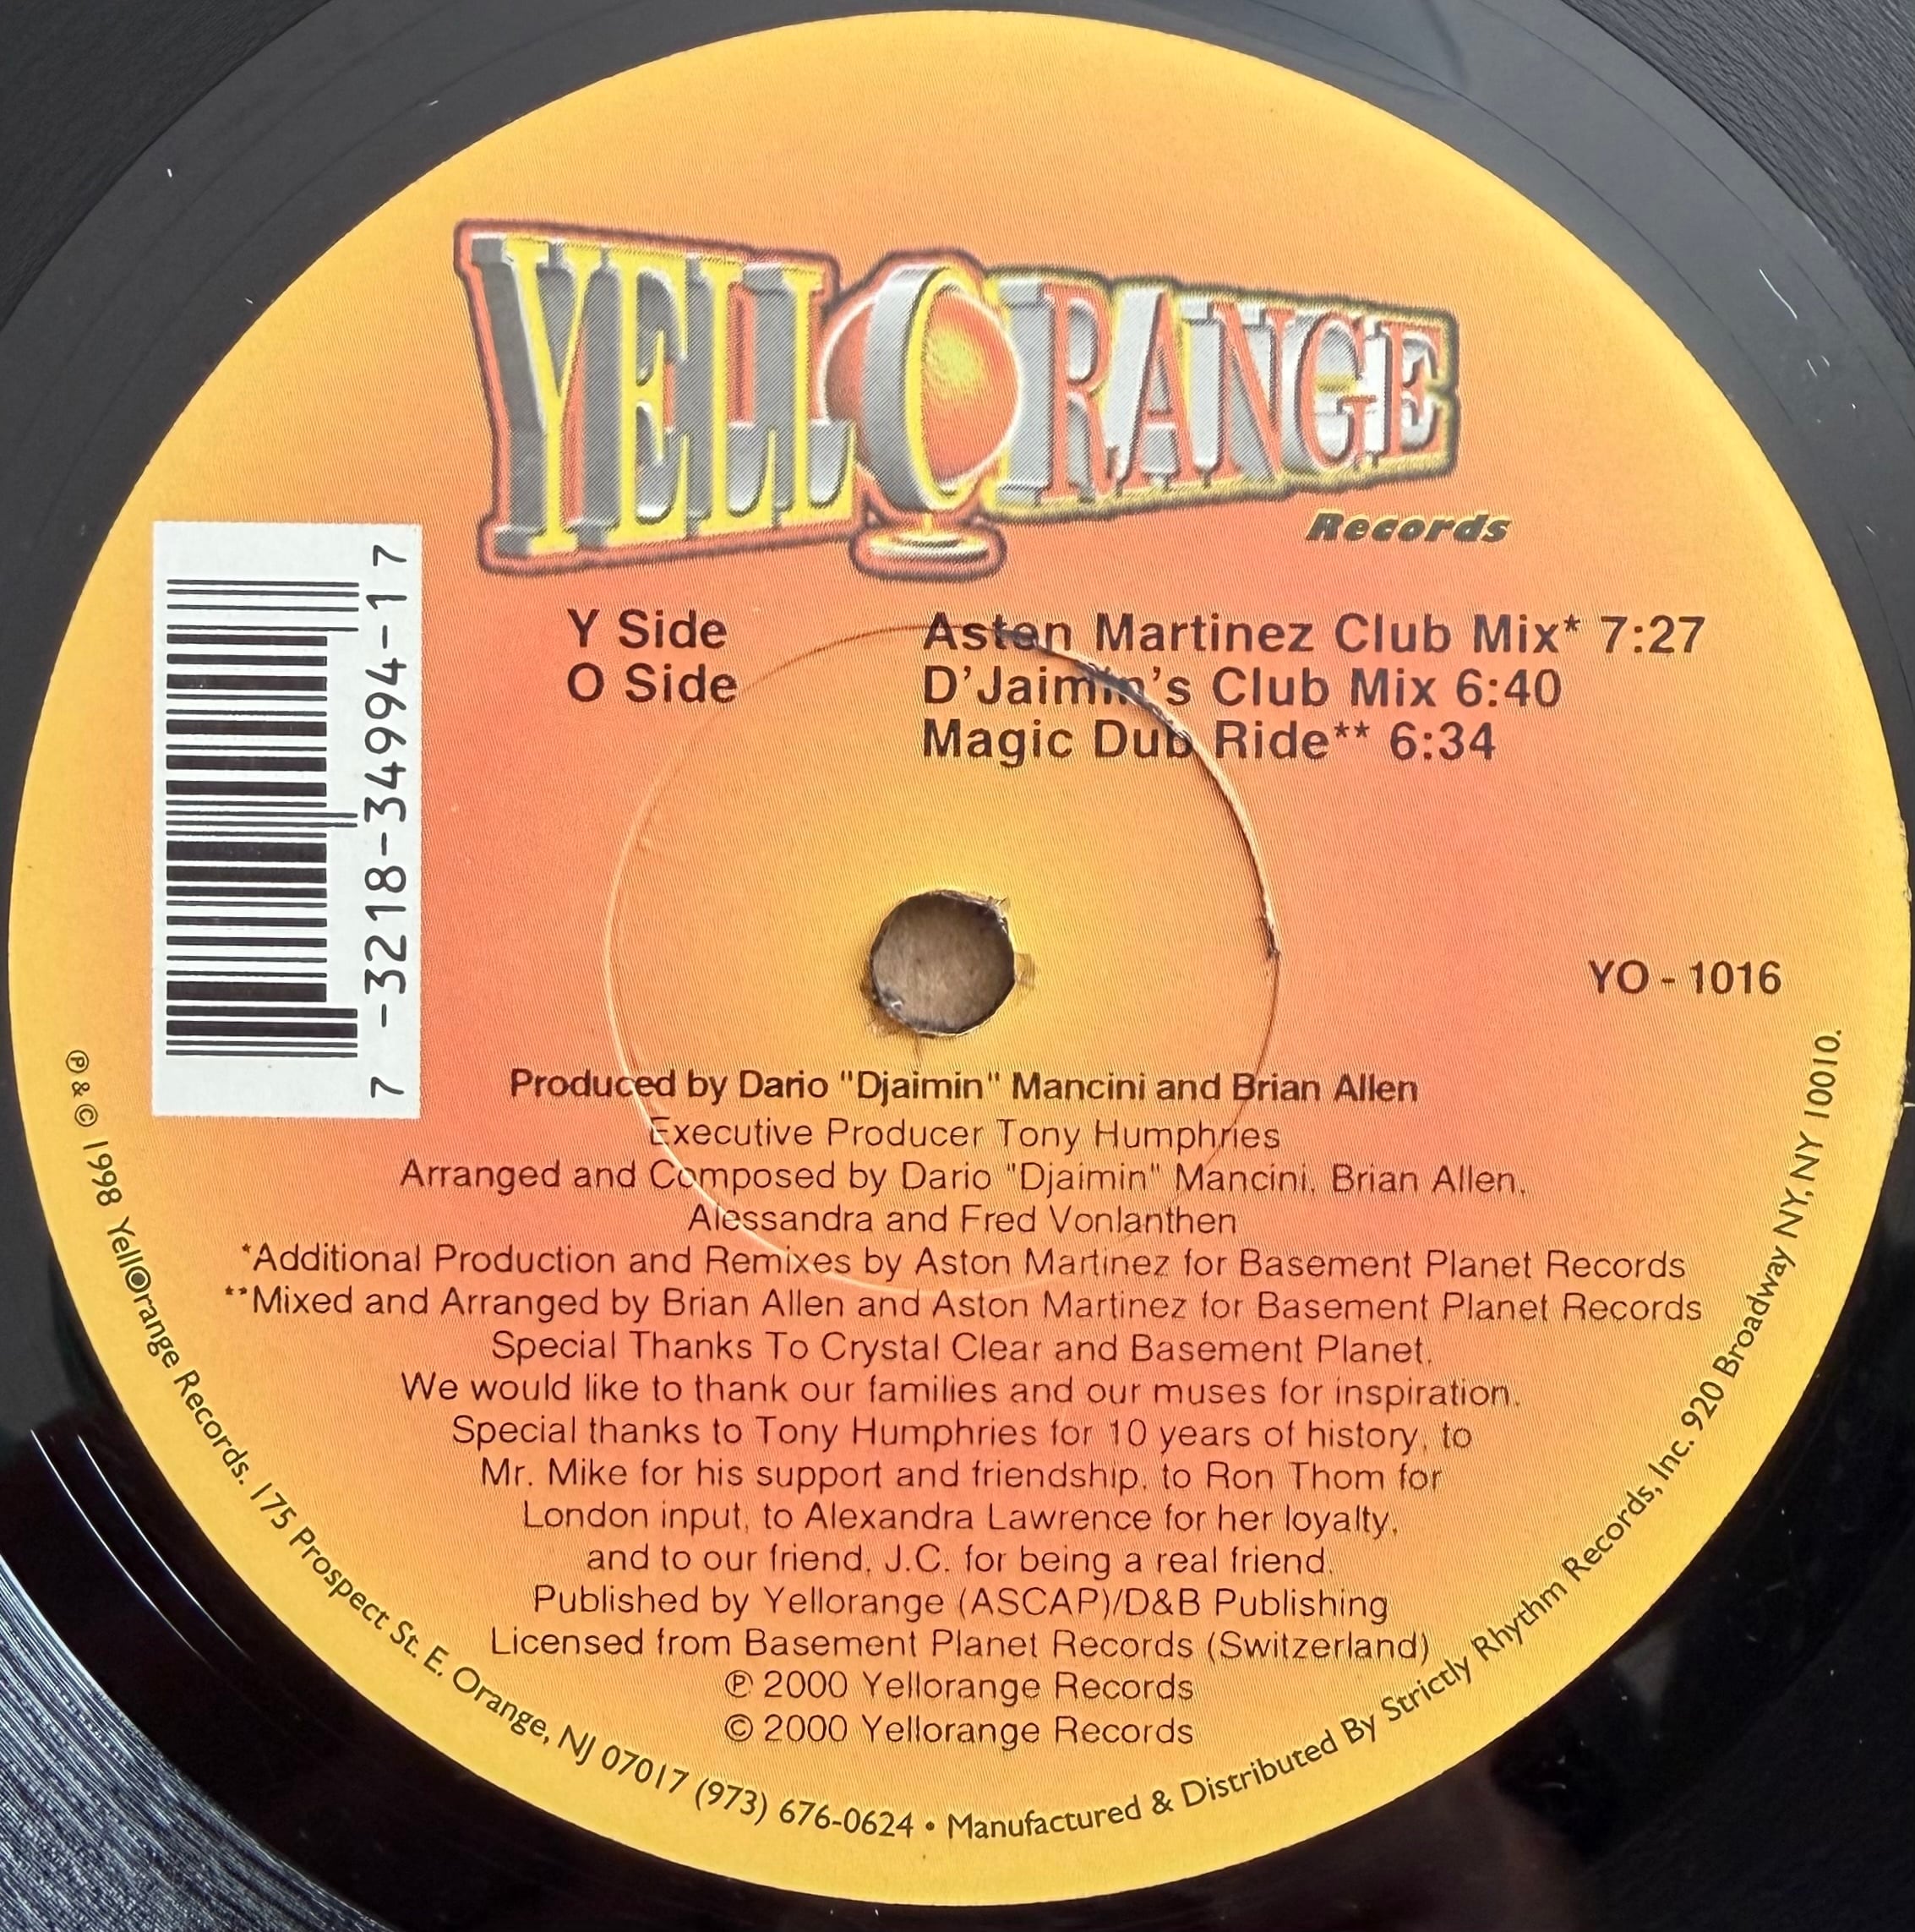 YELLORANGE
Records
Y Side Aston Martinez Club Mix* 7:27
O Side D'Jaimin's Club Mix 6:40
Magic Dub Ride** 6:34
7-3218-34994-17
YO - 1016
Produced by Dario "Djaimin" Mancini and Brian Allen
Executive Producer Tony Humphries
Arranged and Composed by Dario "Djaimin" Mancini, Brian Allen,
Alessandra and Fred Vonlanthen
*Additional Production and Remixes by Aston Martinez for Basement Planet Records
**Mixed and Arranged by Brian Allen and Aston Martinez for Basement Planet Records
Special Thanks To Crystal Clear and Basement Planet.
We would like to thank our families and our muses for inspiration.
Special thanks to Tony Humphries for 10 years of history, to
Mr. Mike for his support and friendship, to Ron Thom for
London input, to Alexandra Lawrence for her loyalty,
and to our friend, J.C. for being a real friend.
Published by Yellorange (ASCAP)/D&B Publishing
Licensed from Basement Planet Records (Switzerland)
℗ 2000 Yellorange Records
© 2000 Yellorange Records
℗ & © 1998 YellOrange Records. 175 Prospect St. E. Orange, NJ 07017 (973) 676-0624 • Manufactured & Distributed By Strictly Rhythm Records, Inc. 920 Broadway NY, NY 10010.